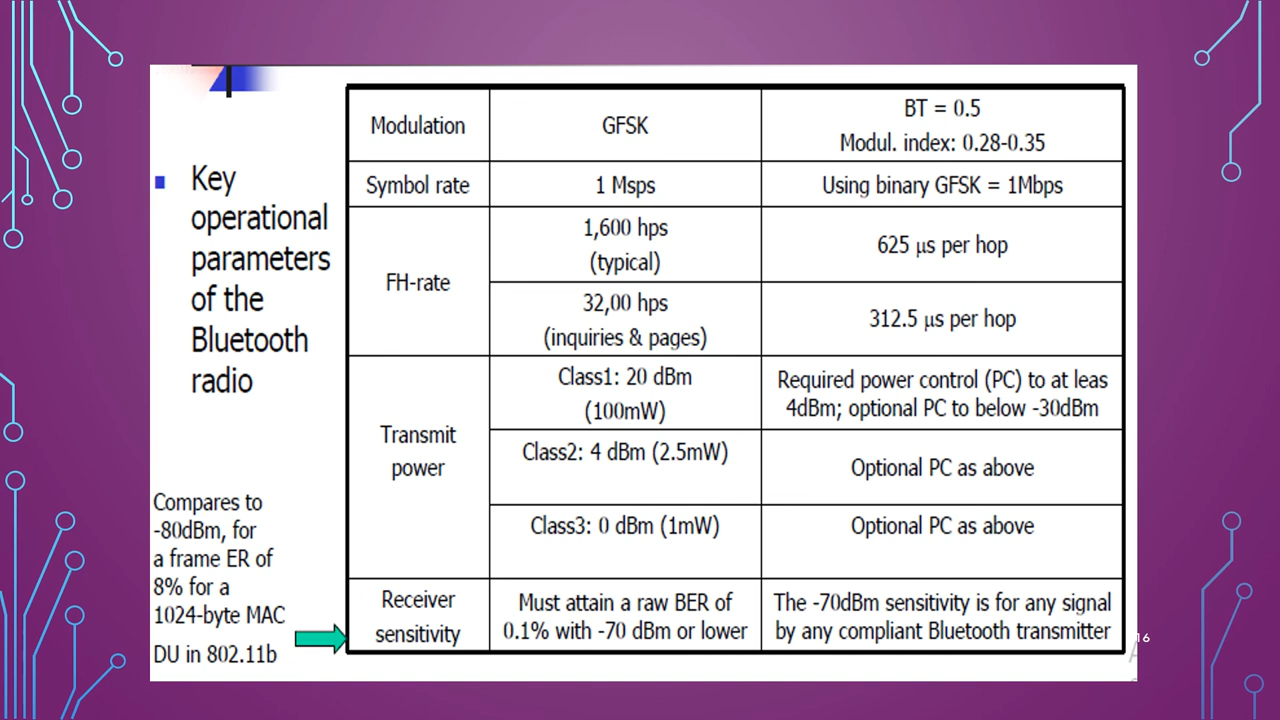 Key
operational
parameters
of the
Bluetooth
radio
Compares to
-80dBm, for
a frame ER of
8% for a
1024-byte MAC
DU in 802.11b
Modulation
GFSK
BT = 0.5
Modul. index: 0.28-0.35
Symbol rate
1 Msps
Using binary GFSK = 1Mbps
FH-rate
1,600 hps
(typical)
625 μs per hop
32,00 hps
(inquiries & pages)
312.5 μs per hop
Transmit
power
Class1: 20 dBm
(100mW)
Required power control (PC) to at leas
4dBm; optional PC to below -30dBm
Class2: 4 dBm (2.5mW)
Optional PC as above
Class3: 0 dBm (1mW)
Optional PC as above
Receiver
sensitivity
Must attain a raw BER of
0.1% with -70 dBm or lower
The -70dBm sensitivity is for any signal
by any compliant Bluetooth transmitter
16